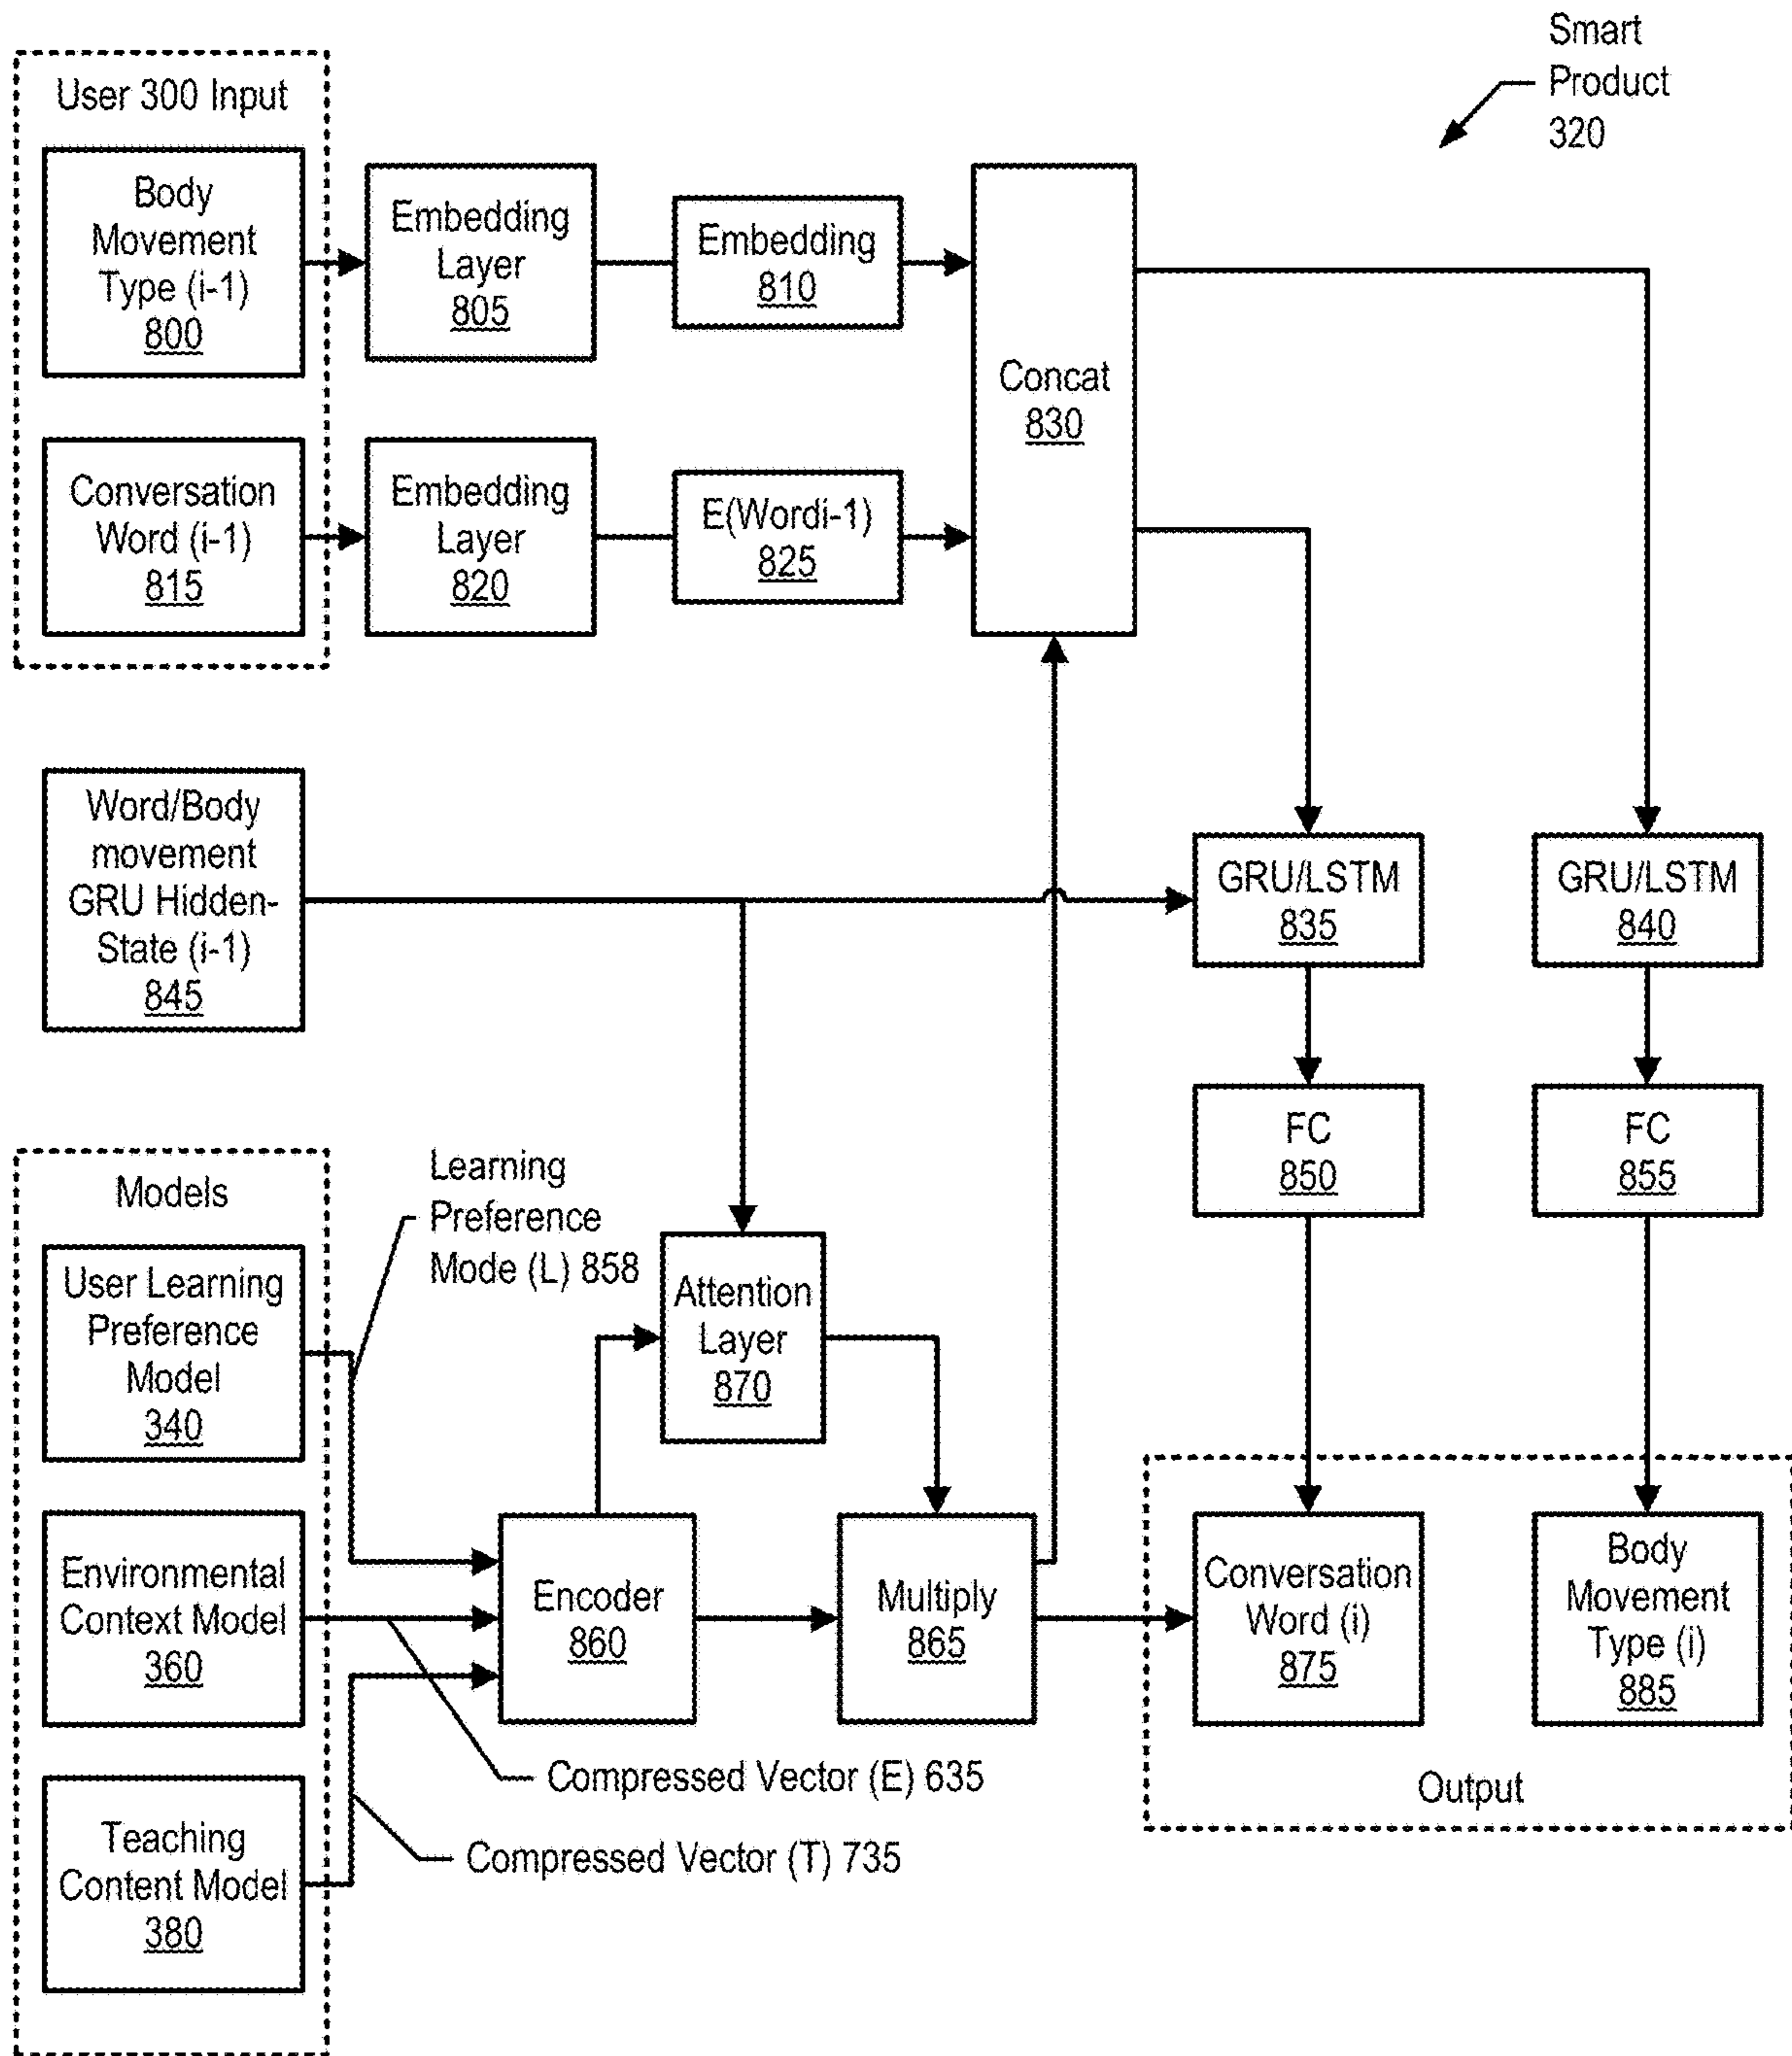 Smart
Product
320
User 300 Input
Body
Movement
Type (i-1)
800
Embedding
Layer
805
Embedding
810
Concat
830
Conversation
Word (i-1)
815
Embedding
Layer
820
E(Wordi-1)
825
Word/Body
movement
GRU Hidden-
State (i-1)
845
GRU/LSTM
835
GRU/LSTM
840
FC
850
FC
855
Models
Learning
Preference
Mode (L) 858
User Learning
Preference
Model
340
Attention
Layer
870
Environmental
Context Model
360
Encoder
860
Multiply
865
Conversation
Word (i)
875
Body
Movement
Type (i)
885
Compressed Vector (E) 635
Output
Teaching
Content Model
380
Compressed Vector (T) 735